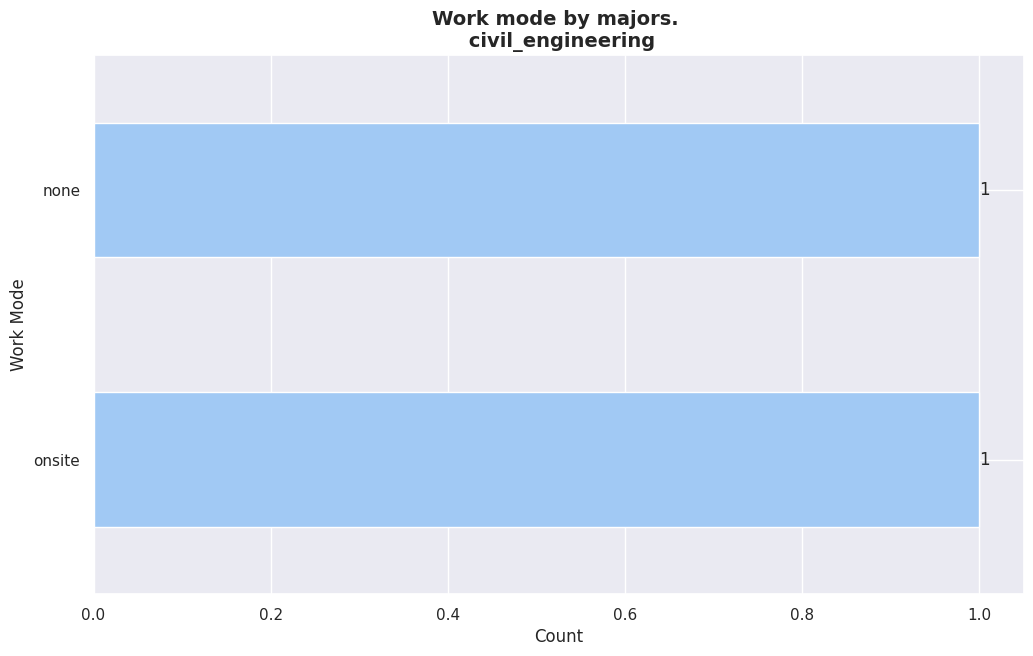 Work mode by majors.
civil_engineering
none
1
Work Mode
onsite
1
0.0
0.2
0.4
0.6
0.8
1.0
Count